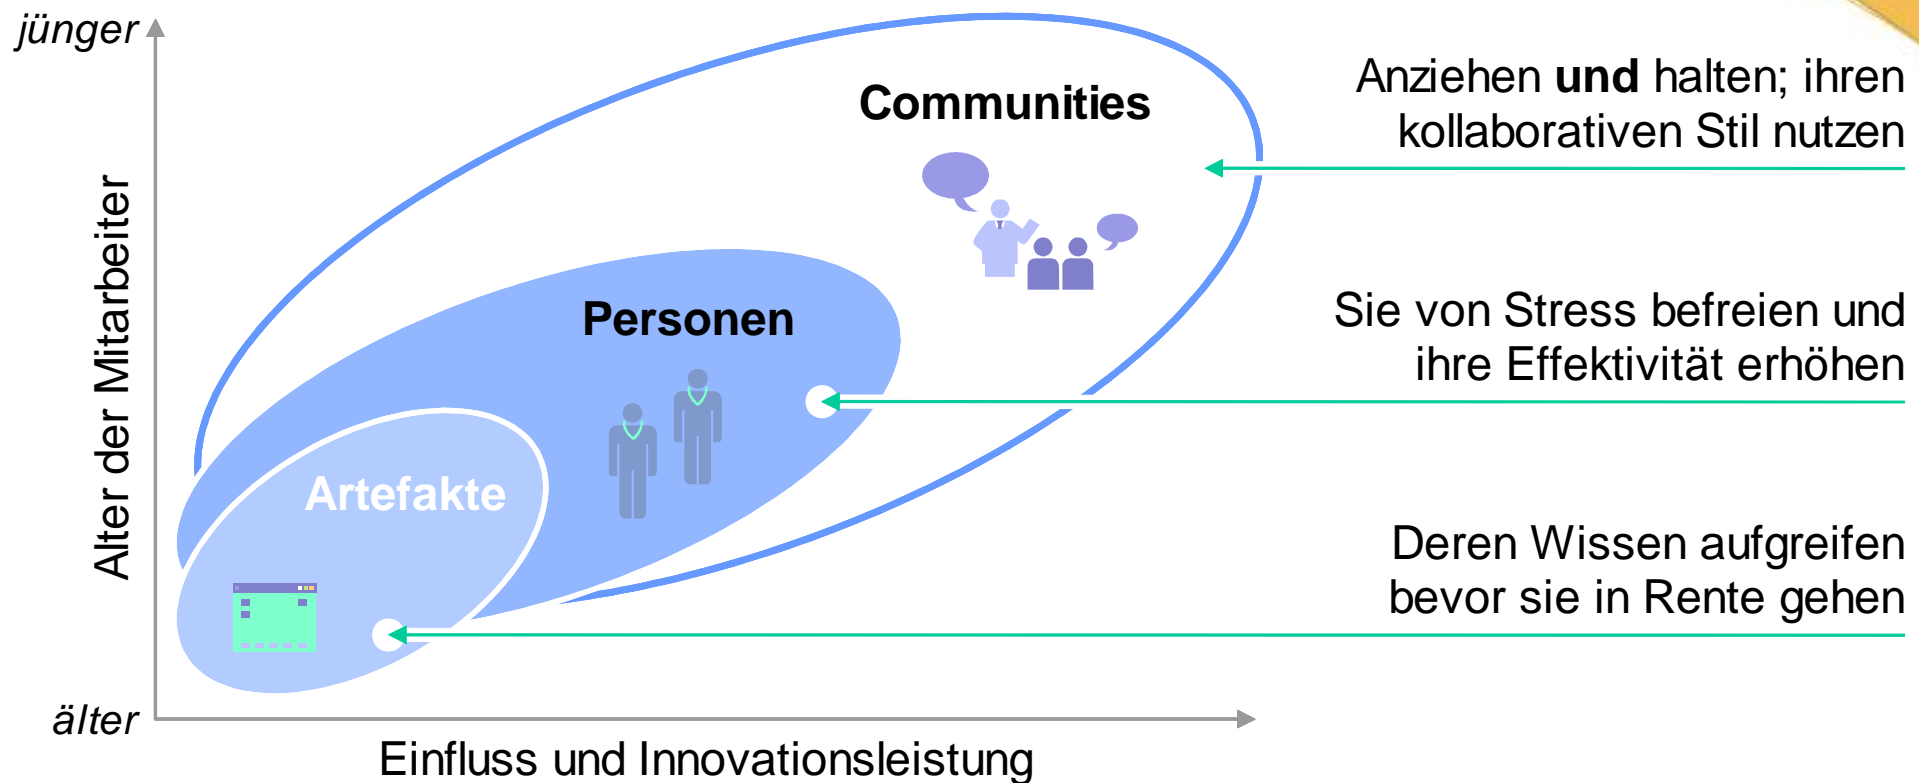 jünger
Anziehen und halten; ihren
kollaborativen Stil nutzen
Communities
Alter der Mitarbeiter
Sie von Stress befreien und
ihre Effektivität erhöhen
Personen
Artefakte
Deren Wissen aufgreifen
bevor sie in Rente gehen
älter
Einfluss und Innovationsleistung